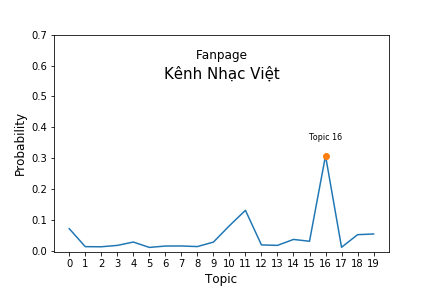 0.7
Fanpage
Kênh Nhạc Việt
0.6
0.5
0.4
Topic 16
0.3
0.2
0.1
0.0
Probability
0 1 2 3 4 5 6 7 8 9 10 11 12 13 14 15 16 17 18 19
Topic